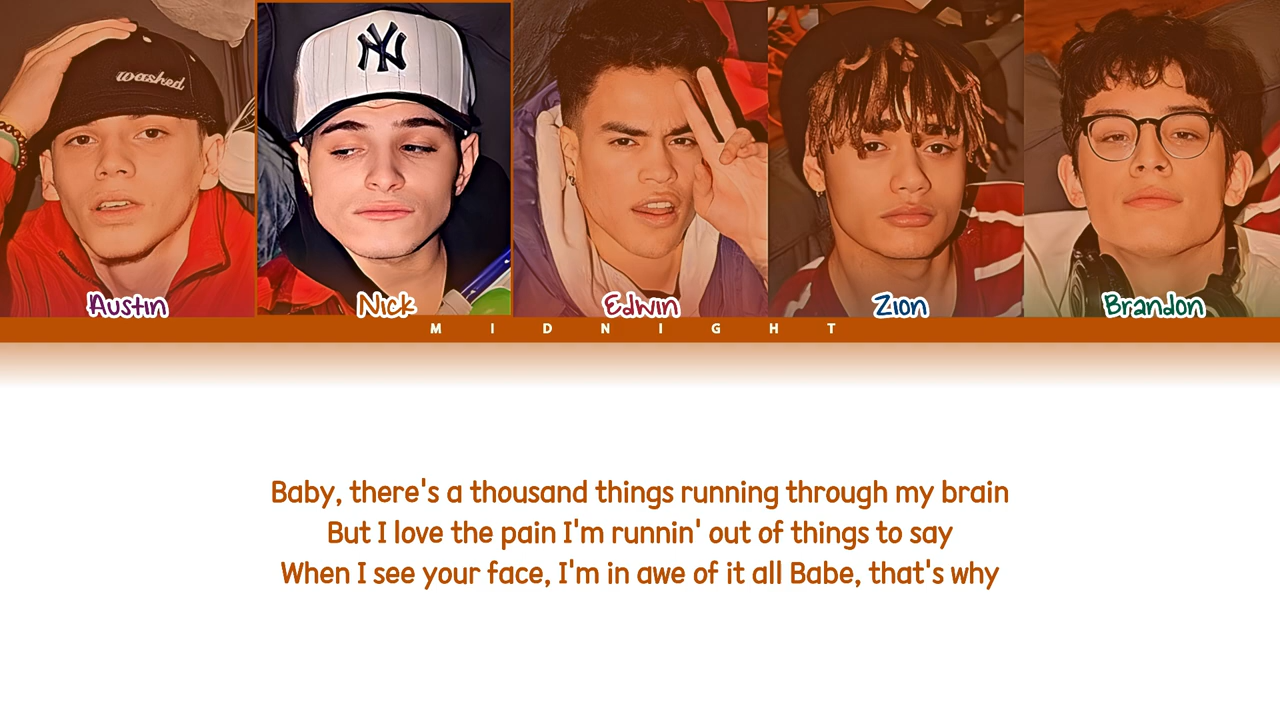 washed
NY
Austin
Nick
Edwin
Zion
Brandon
MIDNIGHT
Baby, there's a thousand things running through my brain
But I love the pain I'm runnin' out of things to say
When I see your face, I'm in awe of it all Babe, that's why